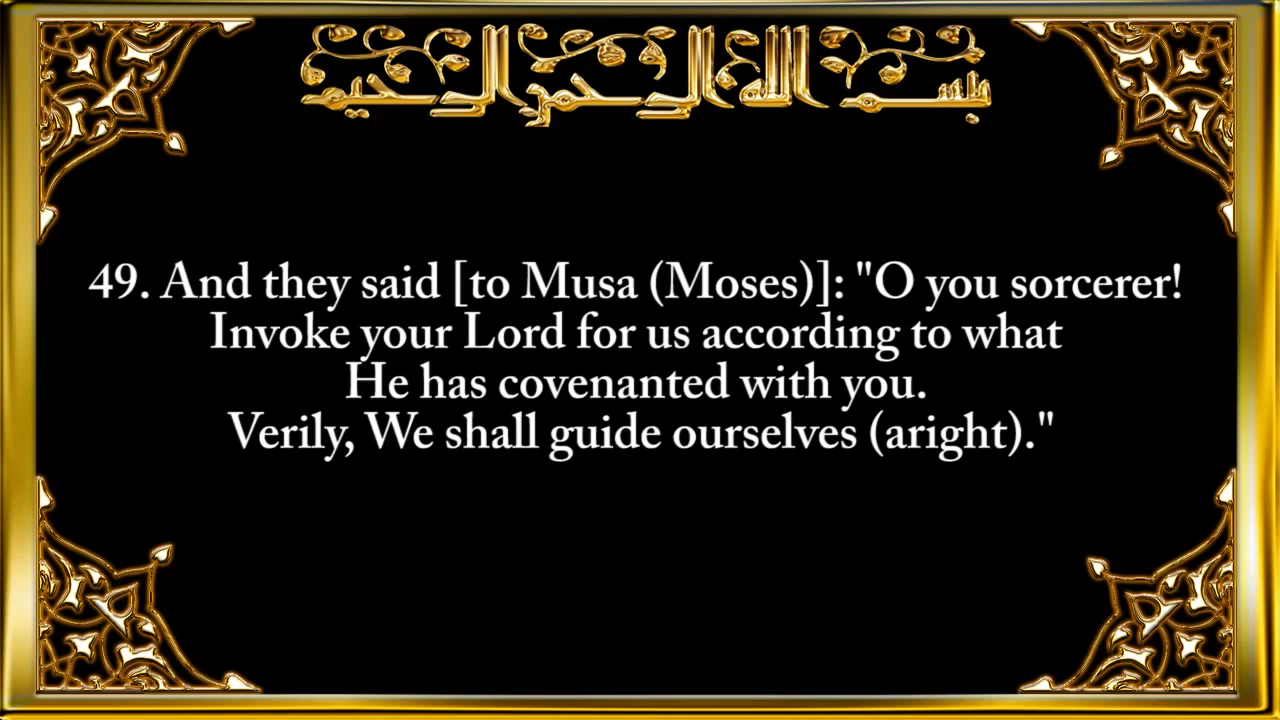 بسم الله الرحمن الرحيم
49. And they said [to Musa (Moses)]: "O you sorcerer!
Invoke your Lord for us according to what
He has covenanted with you.
Verily, We shall guide ourselves (aright)."